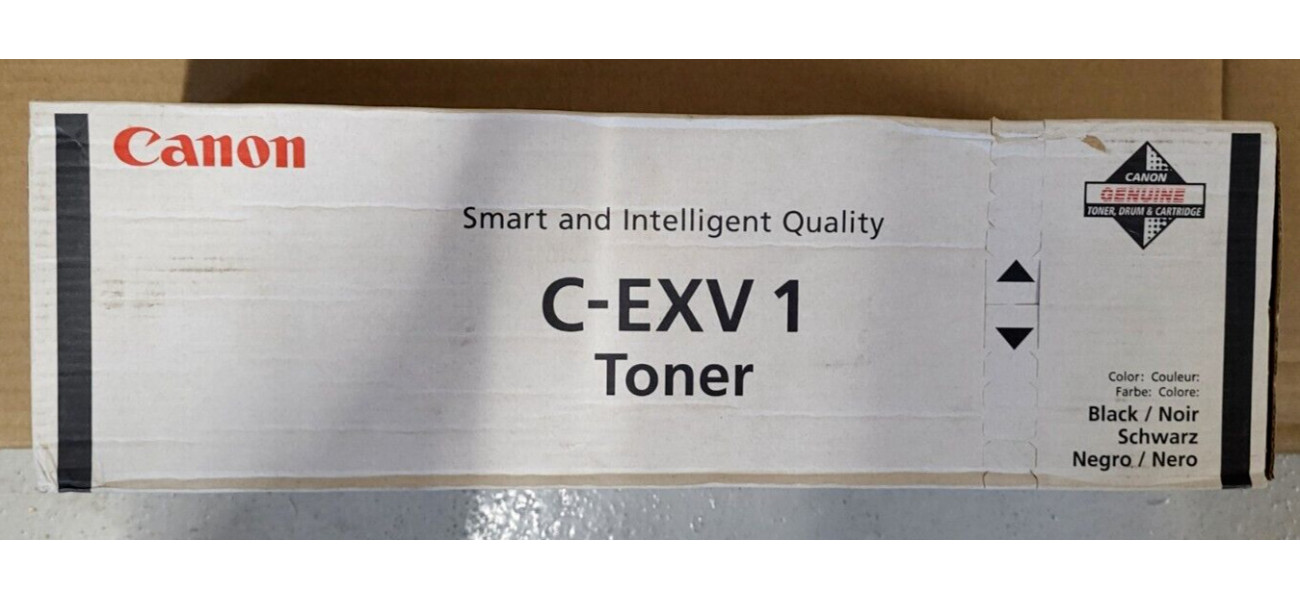 Canon
Smart and Intelligent Quality
C-EXV 1
Toner
CANON
GENUINE
TONER, DRUM & CARTRIDGE
Color: Couleur:
Farbe: Colore:
Black / Noir
Schwarz
Negro / Nero